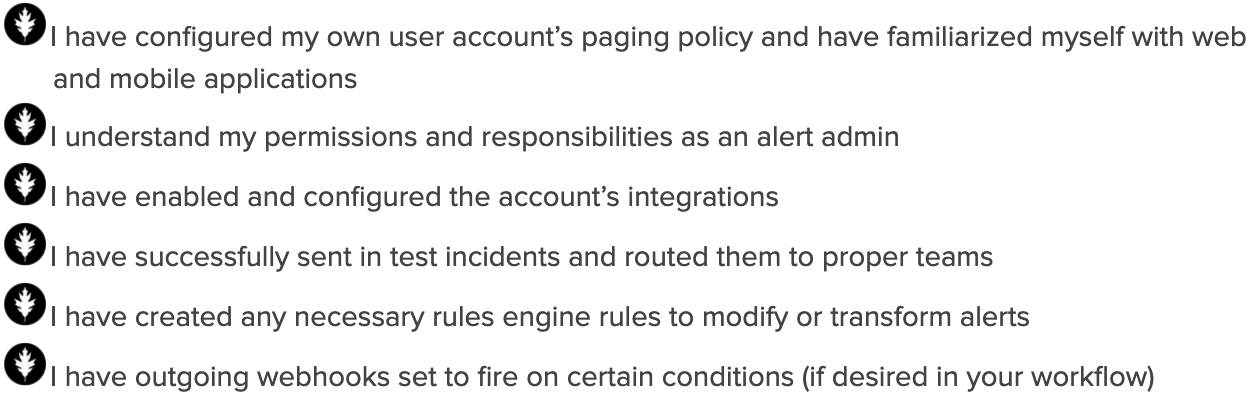 I have configured my own user account’s paging policy and have familiarized myself with web
and mobile applications
I understand my permissions and responsibilities as an alert admin
I have enabled and configured the account’s integrations
I have successfully sent in test incidents and routed them to proper teams
I have created any necessary rules engine rules to modify or transform alerts
I have outgoing webhooks set to fire on certain conditions (if desired in your workflow)